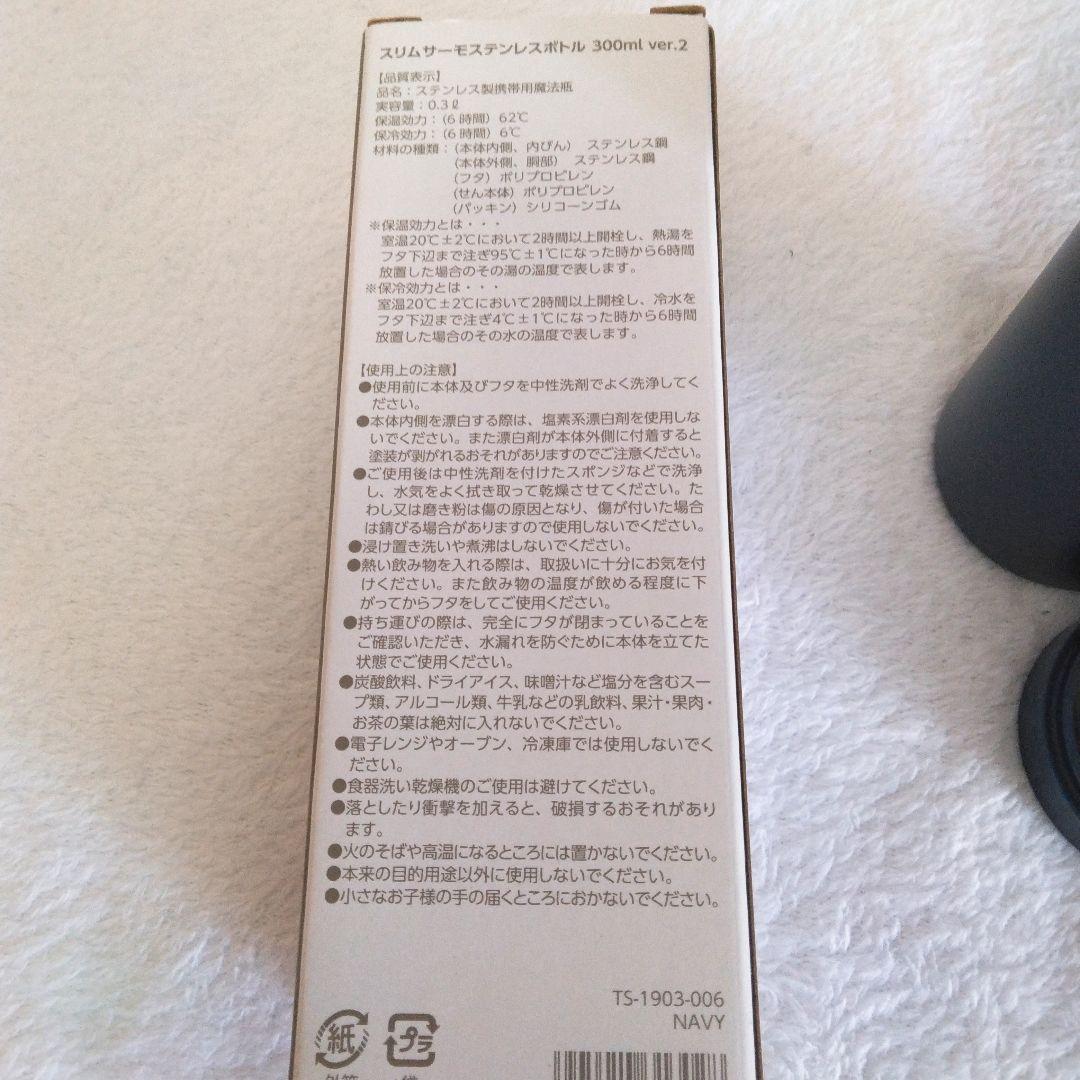 スリムサーモステンレスボトル 300ml ver.2
【品質表示】
品名：ステンレス製携帯用魔法瓶
実容量：0.3ℓ
保温効力：（6時間）62℃
保冷効力：（6時間）6℃
材料の種類：（本体内側、内びん） ステンレス鋼
（本体外側、胴部） ステンレス鋼
（フタ）ポリプロピレン
（せん本体）ポリプロピレン
（パッキン）シリコーンゴム
※保温効力とは・・・
室温20℃±2℃において2時間以上開栓し、熱湯を
フタ下辺まで注ぎ95℃±1℃になった時から6時間
放置した場合のその湯の温度で表します。
※保冷効力とは・・・
室温20℃±2℃において2時間以上開栓し、冷水を
フタ下辺まで注ぎ4℃±1℃になった時から6時間
放置した場合のその水の温度で表します。
【使用上の注意】
●使用前に本体及びフタを中性洗剤でよく洗浄してく
ださい。
●本体内側を漂白する際は、塩素系漂白剤を使用しな
いでください。また漂白剤が本体外側に付着すると
塗装が剥がれるおそれがありますのでご注意ください。
●ご使用後は中性洗剤を付けたスポンジなどで洗浄
し、水気をよく拭き取って乾燥させてください。た
わし又は磨き粉は傷の原因となり、傷が付いた場合
は錆びる場合がありますので使用しないでください。
●浸け置き洗いや煮沸はしないでください。
●熱い飲み物を入れる際は、取扱いに十分にお気を付
けください。また飲み物の温度が飲める程度に下
がってからフタをしてご使用ください。
●持ち運びの際は、完全にフタが閉まっていることを
ご確認いただき、水漏れを防ぐために本体を立てた
状態でご使用ください。
●炭酸飲料、ドライアイス、味噌汁など塩分を含むスー
プ類、アルコール類、牛乳などの乳飲料、果汁・果肉・
お茶の葉は絶対に入れないでください。
●電子レンジやオーブン、冷凍庫では使用しないでく
ださい。
●食器洗い乾燥機のご使用は避けてください。
●落としたり衝撃を加えると、破損するおそれがあり
ます。
●火のそばや高温になるところには置かないでください。
●本来の目的用途以外に使用しないでください。
●小さなお子様の手の届くところにおかないでください。
TS-1903-006
NAVY
紙
プラ